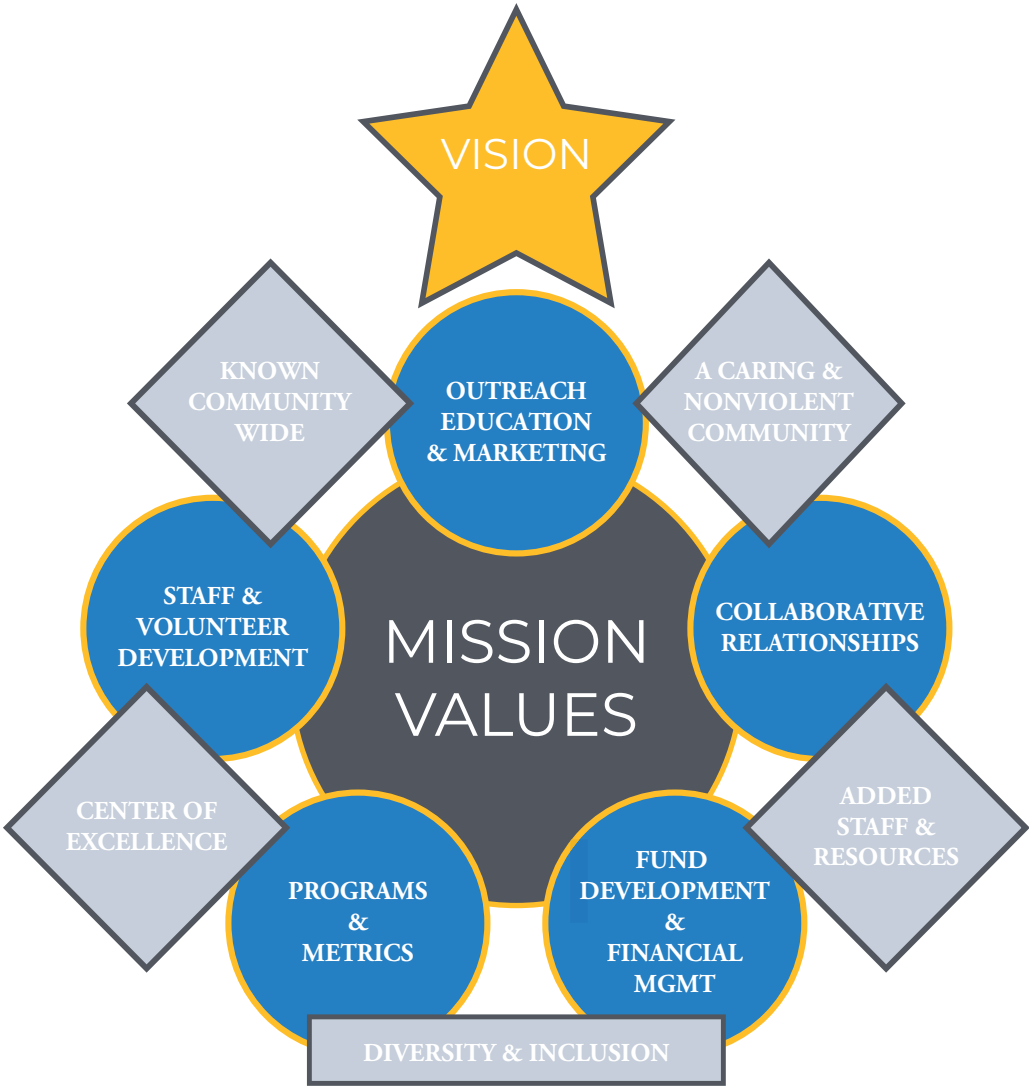 VISION
KNOWN
COMMUNITY
WIDE
OUTREACH
EDUCATION
& MARKETING
A CARING &
NONVIOLENT
COMMUNITY
STAFF &
VOLUNTEER
DEVELOPMENT
MISSION
VALUES
COLLABORATIVE
RELATIONSHIPS
CENTER OF
EXCELLENCE
ADDED
STAFF &
RESOURCES
PROGRAMS
&
METRICS
FUND
DEVELOPMENT
&
FINANCIAL
MGMT
DIVERSITY & INCLUSION